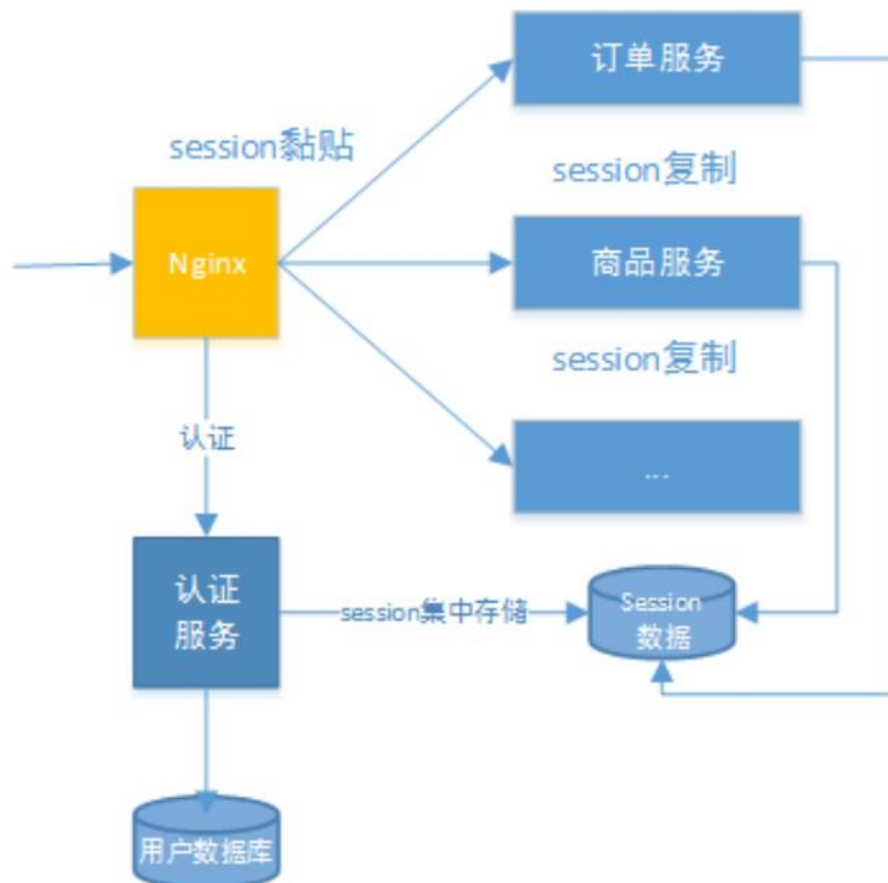 订单服务
session黏贴
session复制
Nginx
商品服务
session复制
认证
...
认证
服务
session集中存储
Session
数据
用户数据库